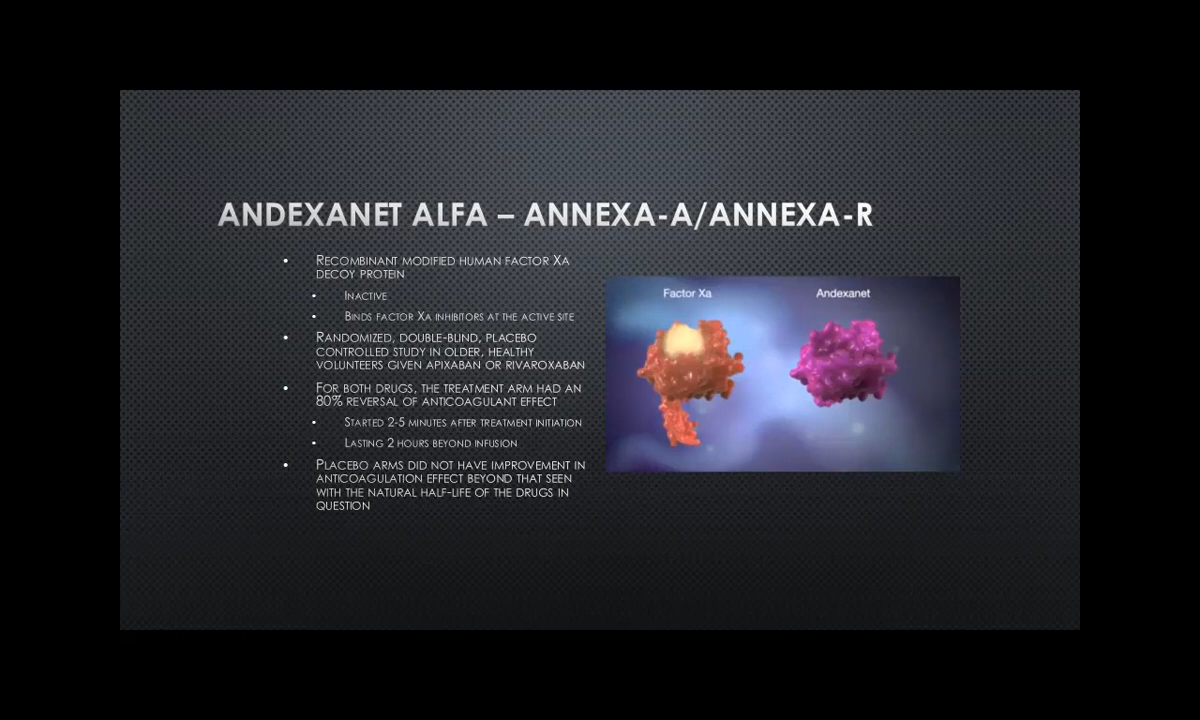 ANDEXANET ALFA – ANNEXA-A/ANNEXA-R
• RECOMBINANT MODIFIED HUMAN FACTOR XA
DECOY PROTEIN
• INACTIVE
• BINDS FACTOR XA INHIBITORS AT THE ACTIVE SITE
• RANDOMIZED, DOUBLE-BLIND, PLACEBO
CONTROLLED STUDY IN OLDER, HEALTHY
VOLUNTEERS GIVEN APIXABAN OR RIVAROXABAN
• FOR BOTH DRUGS, THE TREATMENT ARM HAD AN
80% REVERSAL OF ANTICOAGULANT EFFECT
• STARTED 2-5 MINUTES AFTER TREATMENT INITIATION
• LASTING 2 HOURS BEYOND INFUSION
• PLACEBO ARMS DID NOT HAVE IMPROVEMENT IN
ANTICOAGULATION EFFECT BEYOND THAT SEEN
WITH THE NATURAL HALF-LIFE OF THE DRUGS IN
QUESTION
Factor Xa
Andexanet